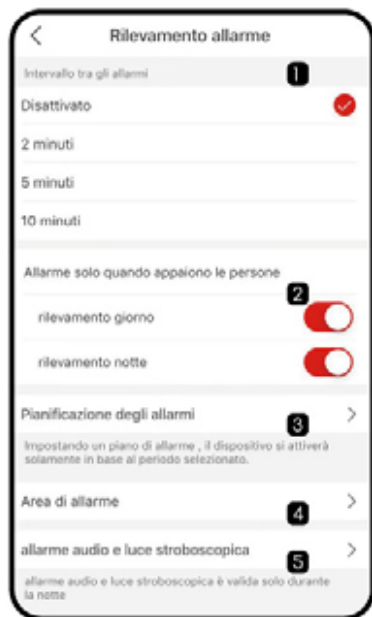 Rilevamento allarme
Intervallo tra gli allarmi 1
Disattivato
2 minuti
5 minuti
10 minuti
Allarme solo quando appaiono le persone
2
rilevamento giorno
rilevamento notte
Pianificazione degli allarmi
3
Impostando un piano di allarme , il dispositivo si attiverà
solamente in base al periodo selezionato.
Area di allarme
4
allarme audio e luce stroboscopica
5
allarme audio e luce stroboscopica è valida solo durante
la notte